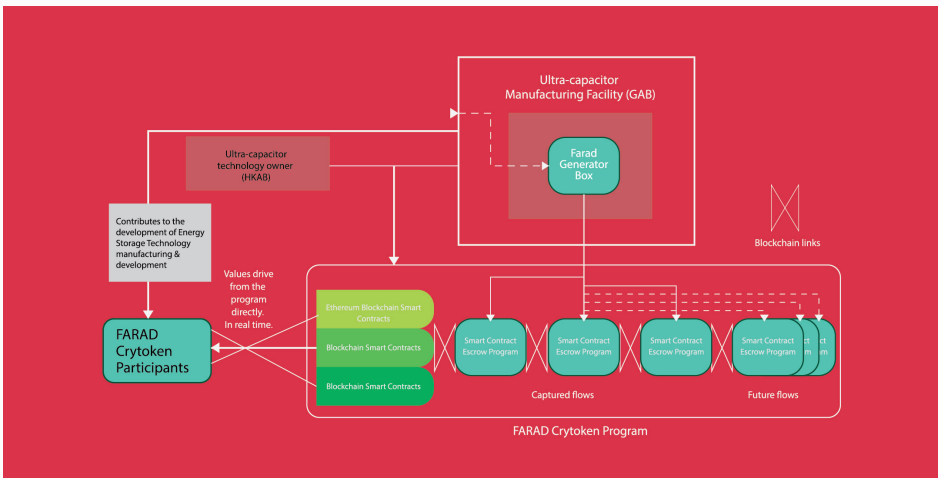 Ultra-capacitor
Manufacturing Facility (GAB)
Farad
Generator
Box
Ultra-capacitor
technology owner
(HKAB)
Blockchain links
Contributes to the
development of Energy
Storage Technology
manufacturing &
development
Values drive
from the
program
directly.
In real time.
FARAD
Crytoken
Participants
Ethereum Blockchain Smart
Contracts
Blockchain Smart Contracts
Blockchain Smart Contracts
Smart Contract
Escrow Program
Smart Contract
Escrow Program
Smart Contract
Escrow Program
Smart Contract
Escrow Program
Captured flows
Future flows
FARAD Crytoken Program